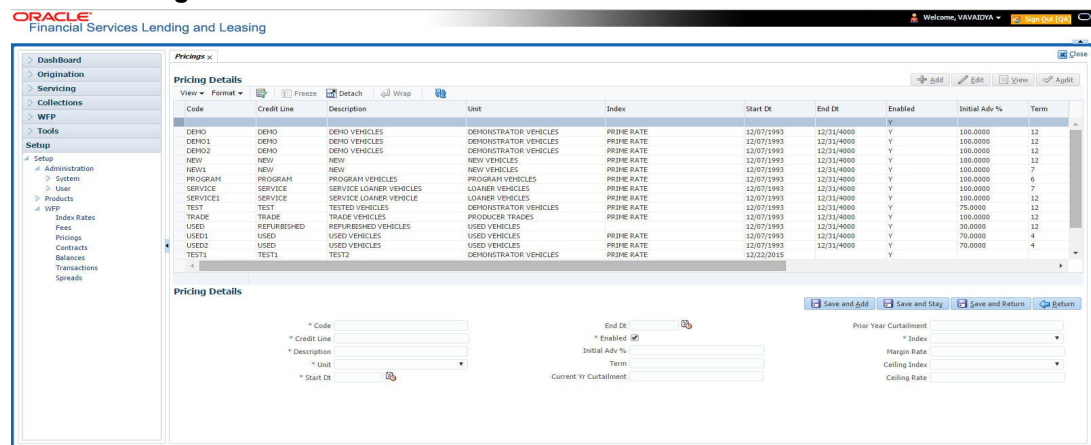 ORACLE
Financial Services Lending and Leasing
Welcome, VAVAIDYA
Sign Out [QA]
Close
DashBoard
Origination
Servicing
Collections
WFP
Tools
Setup
Setup
Administration
System
User
Products
WFP
Index Rates
Fees
Pricings
Contracts
Balances
Transactions
Spreads
Pricings
Pricing Details
Add Edit View Audit
View Format Freeze Detach Wrap
Code Credit Line Description Unit Index Start Dt End Dt Enabled Initial Adv % Term
Y
DEMO DEMO DEMO VEHICLES DEMONSTRATOR VEHICLES PRIME RATE 12/07/1993 12/31/4000 Y 100.0000 12
DEMO1 DEMO DEMO VEHICLES DEMONSTRATOR VEHICLES PRIME RATE 12/07/1993 12/31/4000 Y 100.0000 12
DEMO2 DEMO DEMO VEHICLES DEMONSTRATOR VEHICLES PRIME RATE 12/07/1993 12/31/4000 Y 100.0000 12
NEW NEW NEW NEW VEHICLES PRIME RATE 12/07/1993 12/31/4000 Y 100.0000 12
NEW1 NEW NEW NEW VEHICLES PRIME RATE 12/07/1993 12/31/4000 Y 100.0000 7
PROGRAM PROGRAM PROGRAM VEHICLES PROGRAM VEHICLES PRIME RATE 12/07/1993 12/31/4000 Y 100.0000 6
SERVICE SERVICE SERVICE LOANER VEHICLES LOANER VEHICLES PRIME RATE 12/07/1993 12/31/4000 Y 100.0000 7
SERVICE1 SERVICE SERVICE LOANER VEHICLE LOANER VEHICLES PRIME RATE 12/07/1993 12/31/4000 Y 100.0000 12
TEST TEST TESTED VEHICLES DEMONSTRATOR VEHICLES PRIME RATE 12/07/1993 12/31/4000 Y 75.0000 12
TRADE TRADE TRADE VEHICLES PRODUCER TRADES PRIME RATE 12/07/1993 12/31/4000 Y 100.0000 12
USED REFURBISHED REFURBISHED VEHICLES USED VEHICLES 12/07/1993 12/31/4000 Y 30.0000 12
USED1 USED USED VEHICLES USED VEHICLES PRIME RATE 12/07/1993 12/31/4000 Y 70.0000 4
USED2 USED USED VEHICLES USED VEHICLES PRIME RATE 12/07/1993 12/31/4000 Y 70.0000 4
TEST1 TEST1 TEST2 DEMONSTRATOR VEHICLES PRIME RATE 12/22/2015 Y
Pricing Details
Save and Add Save and Stay Save and Return Return
* Code
* Credit Line
* Description
* Unit
* Start Dt
End Dt
* Enabled
Initial Adv %
Term
Current Yr Curtailment
Prior Year Curtailment
* Index
Margin Rate
Ceiling Index
Ceiling Rate